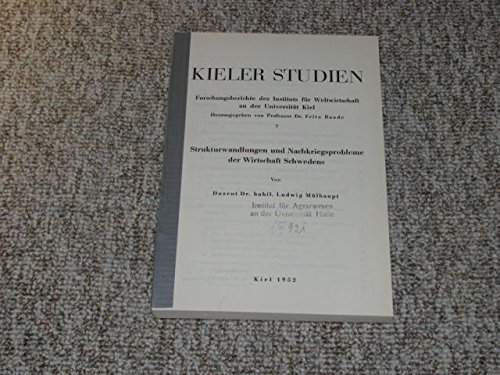 KIELER STUDIEN
Forschungsberichte des Instituts für Weltwirtschaft
an der Universität Kiel
Herausgegeben von Professor Dr. Fritz Baade
7
Strukturwandlungen und Nachkriegsprobleme
der Wirtschaft Schwedens
Von
Dozent Dr. habil. Ludwig Mülhaupt
Institut für Agrarwesen
an der Universität Halle
921
Kiel 1952